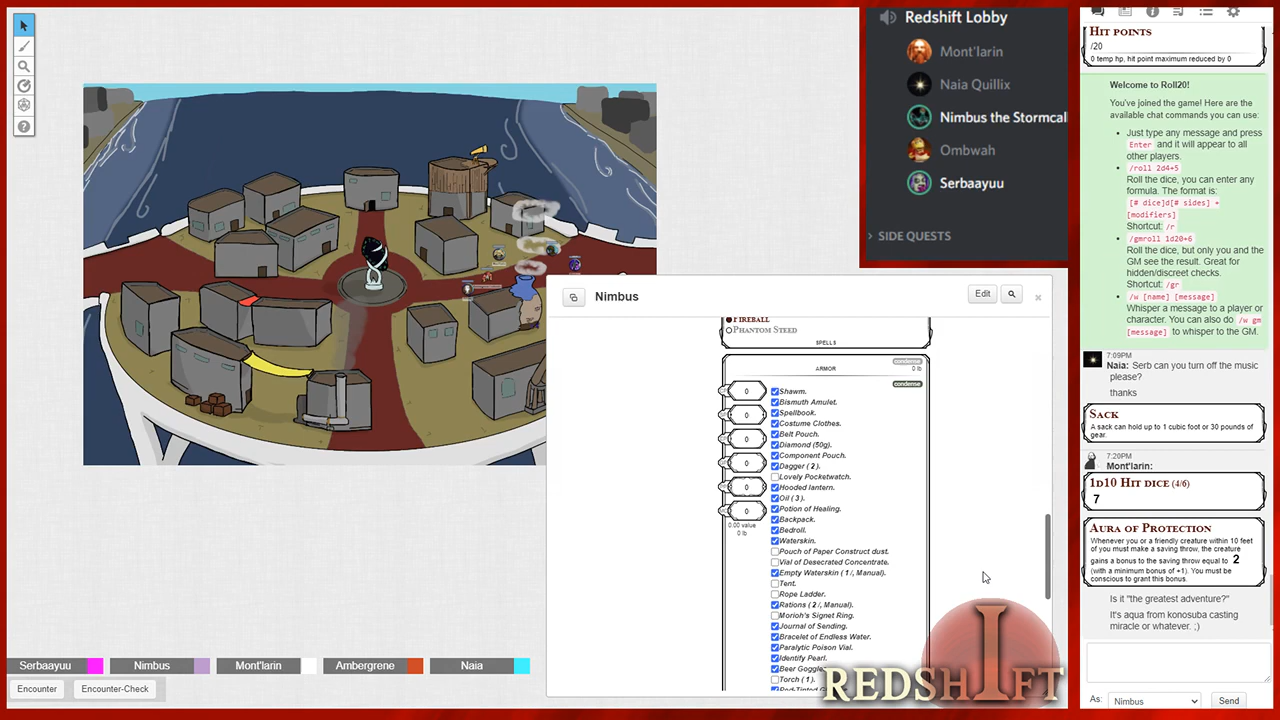 Redshift Lobby
Mont'larin
Naia Quillix
Nimbus the Stormcall
Ombwah
Serbaayuu
SIDE QUESTS
Nimbus
Edit
FIREBALL
PHANTOM STEED
SPELLS
condense
ARMOR
0 lb
condense
0
0
0
0
0
0
0.00 value
0 lb
Shawm.
Bismuth Amulet.
Spellbook.
Costume Clothes.
Belt Pouch.
Diamond (50g).
Component Pouch.
Dagger ( 2 ).
Lovely Pocketwatch.
Hooded lantern.
Oil ( 3 ).
Potion of Healing.
Backpack.
Bedroll.
Waterskin.
Pouch of Paper Construct dust.
Vial of Desecrated Concentrate.
Empty Waterskin ( 1 /, Manual).
Tent.
Rope Ladder.
Rations ( 2 /, Manual).
Morioh's Signet Ring.
Journal of Sending.
Bracelet of Endless Water.
Paralytic Poison Vial.
Identify Pearl.
Beer Goggles
Torch ( 1 ).
Red-Tinted G
REDSHIFT
I
Serbaayuu
Nimbus
Mont'larin
Ambergrene
Naia
Encounter
Encounter-Check
HIT POINTS
/20
0 temp hp, hit point maximum reduced by 0
Welcome to Roll20!
You've joined the game! Here are the
available chat commands you can use:
• Just type any message and press
Enter and it will appear to all
other players.
• /roll 2d4+5
Roll the dice, you can enter any
formula. The format is:
[# dice]d[# sides] +
[modifiers]
Shortcut: /r
• /gmroll 1d20+6
Roll the dice, but only you and the
GM see the result. Great for
hidden/discreet checks.
Shortcut: /gr
• /w [name] [message]
Whisper a message to a player or
character. You can also do /w gm
[message] to whisper to the GM.
7:09PM
Naia: Serb can you turn off the music
please?
thanks
SACK
A sack can hold up to 1 cubic foot or 30 pounds of
gear.
7:20PM
Mont'larin:
1D10 HIT DICE (4/6)
7
AURA OF PROTECTION
Whenever you or a friendly creature within 10 feet
of you must make a saving throw, the creature
gains a bonus to the saving throw equal to 2
(with a minimum bonus of +1). You must be
conscious to grant this bonus.
Is it "the greatest adventure?"
It's aqua from konosuba casting
miracle or whatever. ;)
As:
Nimbus
Send